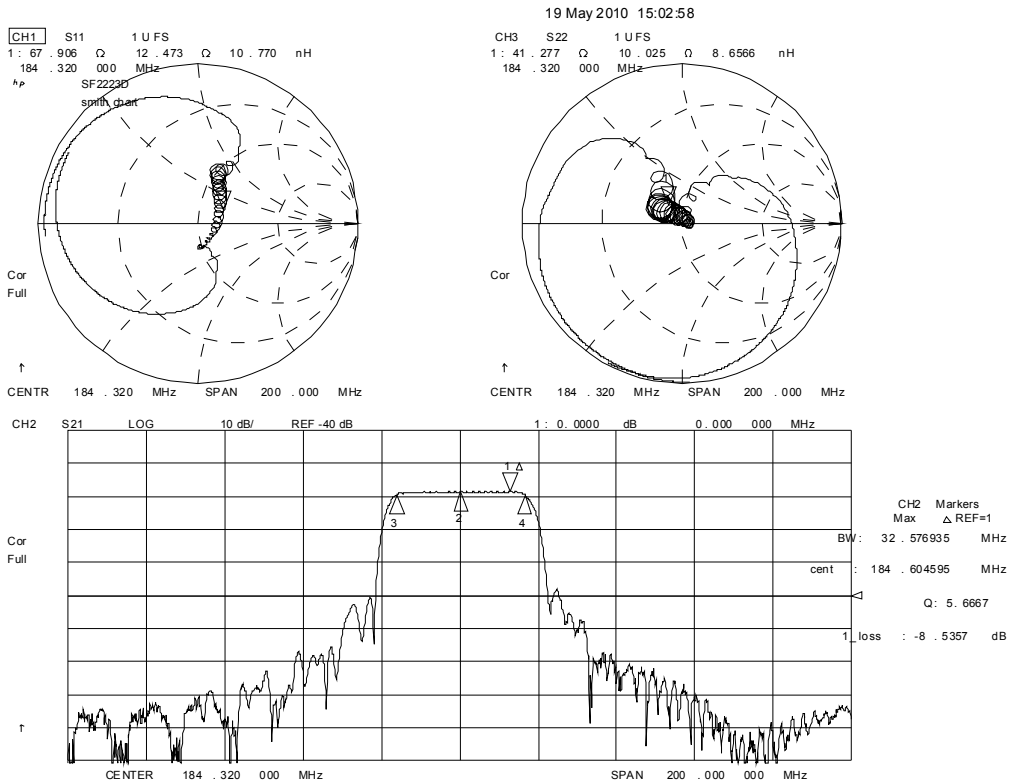 19 May 2010 15:02:58
CH1 S11 1 U FS
1: 67 .906 Ω 12 .473 Ω 10 .770 nH
184 .320 000 MHz
hp
SF2223D
smith chart
Cor
Full
↑
CENTR 184 .320 MHz SPAN 200 .000 MHz
CH3 S22 1 U FS
1: 41 .277 Ω 10 .025 Ω 8 .6566 nH
184 .320 000 MHz
Cor
↑
CENTR 184 .320 MHz SPAN 200 .000 MHz
CH2 S21 LOG 10 dB/ REF -40 dB 1: 0. 0000 dB 0. 000 000 MHz
1 Δ
3 2 4
Cor
Full
↑
CH2 Markers
Max Δ REF=1
BW: 32 .576935 MHz
cent : 184 .604595 MHz
Q: 5. 6667
1_loss : -8 .5357 dB
CENTER 184 .320 000 MHz SPAN 200 .000 000 MHz